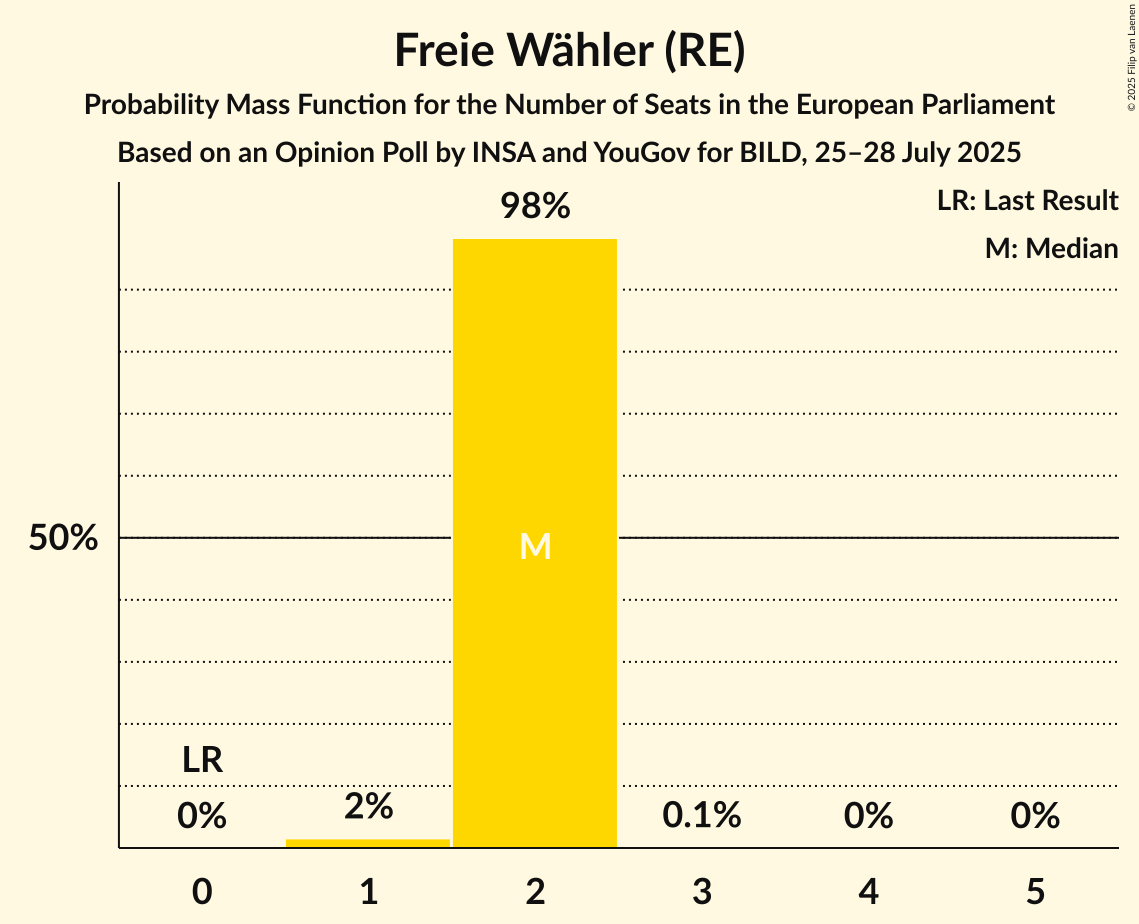 Freie Wähler (RE)
Probability Mass Function for the Number of Seats in the European Parliament
Based on an Opinion Poll by INSA and YouGov for BILD, 25–28 July 2025
© 2025 Filip van Laenen
LR: Last Result
M: Median
98%
50%
M
LR
0%
2%
0.1%
0%
0%
0
1
2
3
4
5